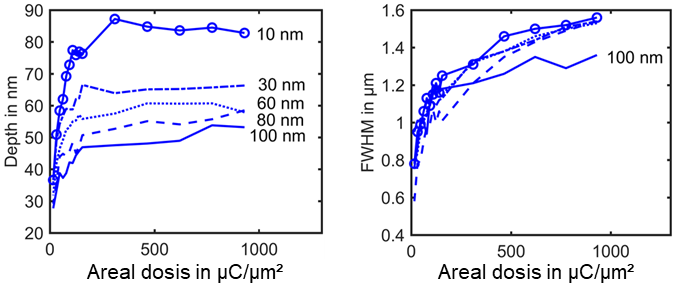 90
80
70
60
50
40
30
20
Depth in nm
10 nm
30 nm
60 nm
80 nm
100 nm
0
500
1000
Areal dosis in µC/µm²
1.6
1.4
1.2
1
0.8
0.6
0.4
FWHM in µm
100 nm
0
500
1000
Areal dosis in µC/µm²